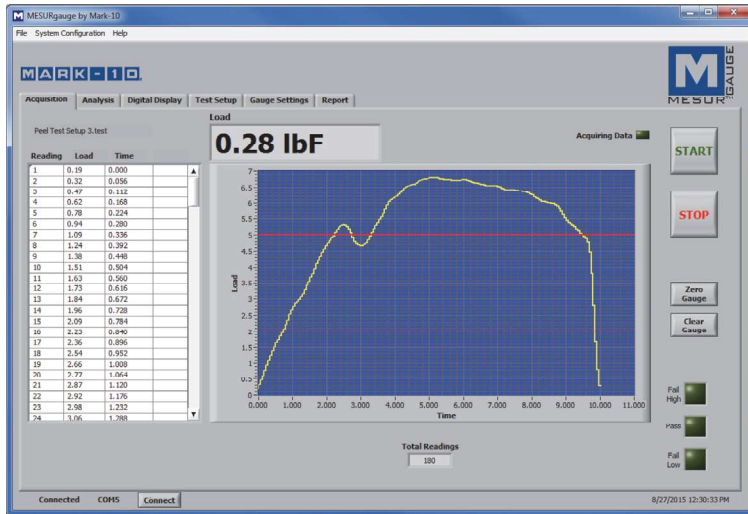 MESURgauge by Mark-10
File System Configuration Help
MARK-10
M
MESUR GAUGE
Acquisition Analysis Digital Display Test Setup Gauge Settings Report
Peel Test Setup 3.test
Load
0.28 lbF
Acquiring Data
START
STOP
Zero
Gauge
Clear
Gauge
Fail
High
Pass
Fail
Low
Reading Load Time
1 0.19 0.000
2 0.32 0.056
3 0.47 0.112
4 0.62 0.168
5 0.78 0.224
6 0.94 0.280
7 1.09 0.336
8 1.24 0.392
9 1.38 0.448
10 1.51 0.504
11 1.63 0.560
12 1.73 0.616
13 1.84 0.672
14 1.96 0.728
15 2.09 0.784
16 2.23 0.840
17 2.36 0.896
18 2.54 0.952
19 2.66 1.008
20 2.77 1.064
21 2.87 1.120
22 2.92 1.176
23 2.98 1.232
24 3.06 1.288
Load
7
6.5
6
5.5
5
4.5
4
3.5
3
2.5
2
1.5
1
0.5
0
0.000 1.000 2.000 3.000 4.000 5.000 6.000 7.000 8.000 9.000 10.000 11.000
Time
Total Readings
180
Connected COM5 Connect
8/27/2015 12:30:33 PM